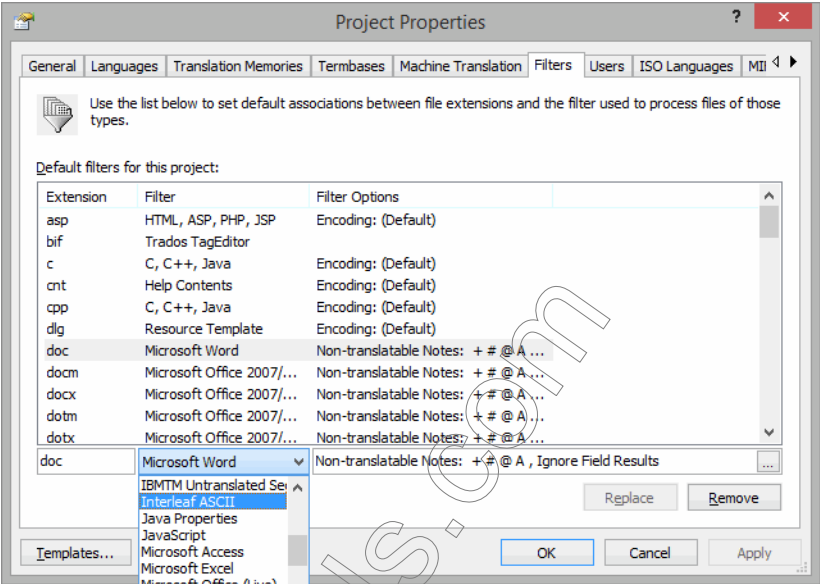 Project Properties
?
×
General Languages Translation Memories Termbases Machine Translation Filters Users ISO Languages
Use the list below to set default associations between file extensions and the filter used to process files of those
types.
Default filters for this project:
Extension Filter Filter Options
asp HTML, ASP, PHP, JSP Encoding: (Default)
bif Trados TagEditor
c C, C++, Java Encoding: (Default)
cnt Help Contents Encoding: (Default)
cpp C, C++, Java Encoding: (Default)
dlg Resource Template Encoding: (Default)
doc Microsoft Word Non-translatable Notes: + # @ A ...
docm Microsoft Office 2007/... Non-translatable Notes: + # @ A ...
docx Microsoft Office 2007/... Non-translatable Notes: + # @ A ...
dotm Microsoft Office 2007/... Non-translatable Notes: + # @ A ...
dotx Microsoft Office 2007/... Non-translatable Notes: + # @ A ...
doc Microsoft Word Non-translatable Notes: + # @ A , Ignore Field Results ...
IBMTM Untranslated
Interleaf ASCII
Java Properties
JavaScript
Microsoft Access
Microsoft Excel
Microsoft Office (Live)
Replace Remove
Templates... OK Cancel Apply
s.com